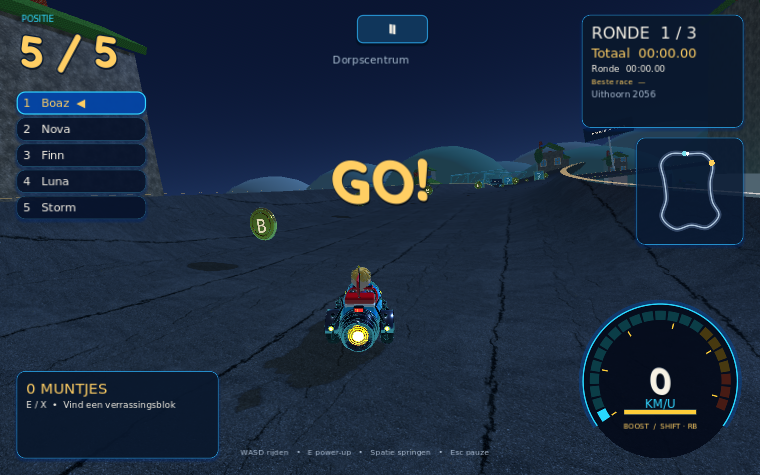 POSITIE
5 / 5
1 Boaz ◀
2 Nova
3 Finn
4 Luna
5 Storm
Dorpscentrum
RONDE 1 / 3
Totaal 00:00.00
Ronde 00:00.00
Beste race —
Uithoorn 2056
GO!
B
0 MUNTJES
E / X • Vind een verrassingsblok
0
KM/U
BOOST / SHIFT · RB
WASD rijden • E power-up • Spatie springen • Esc pauze